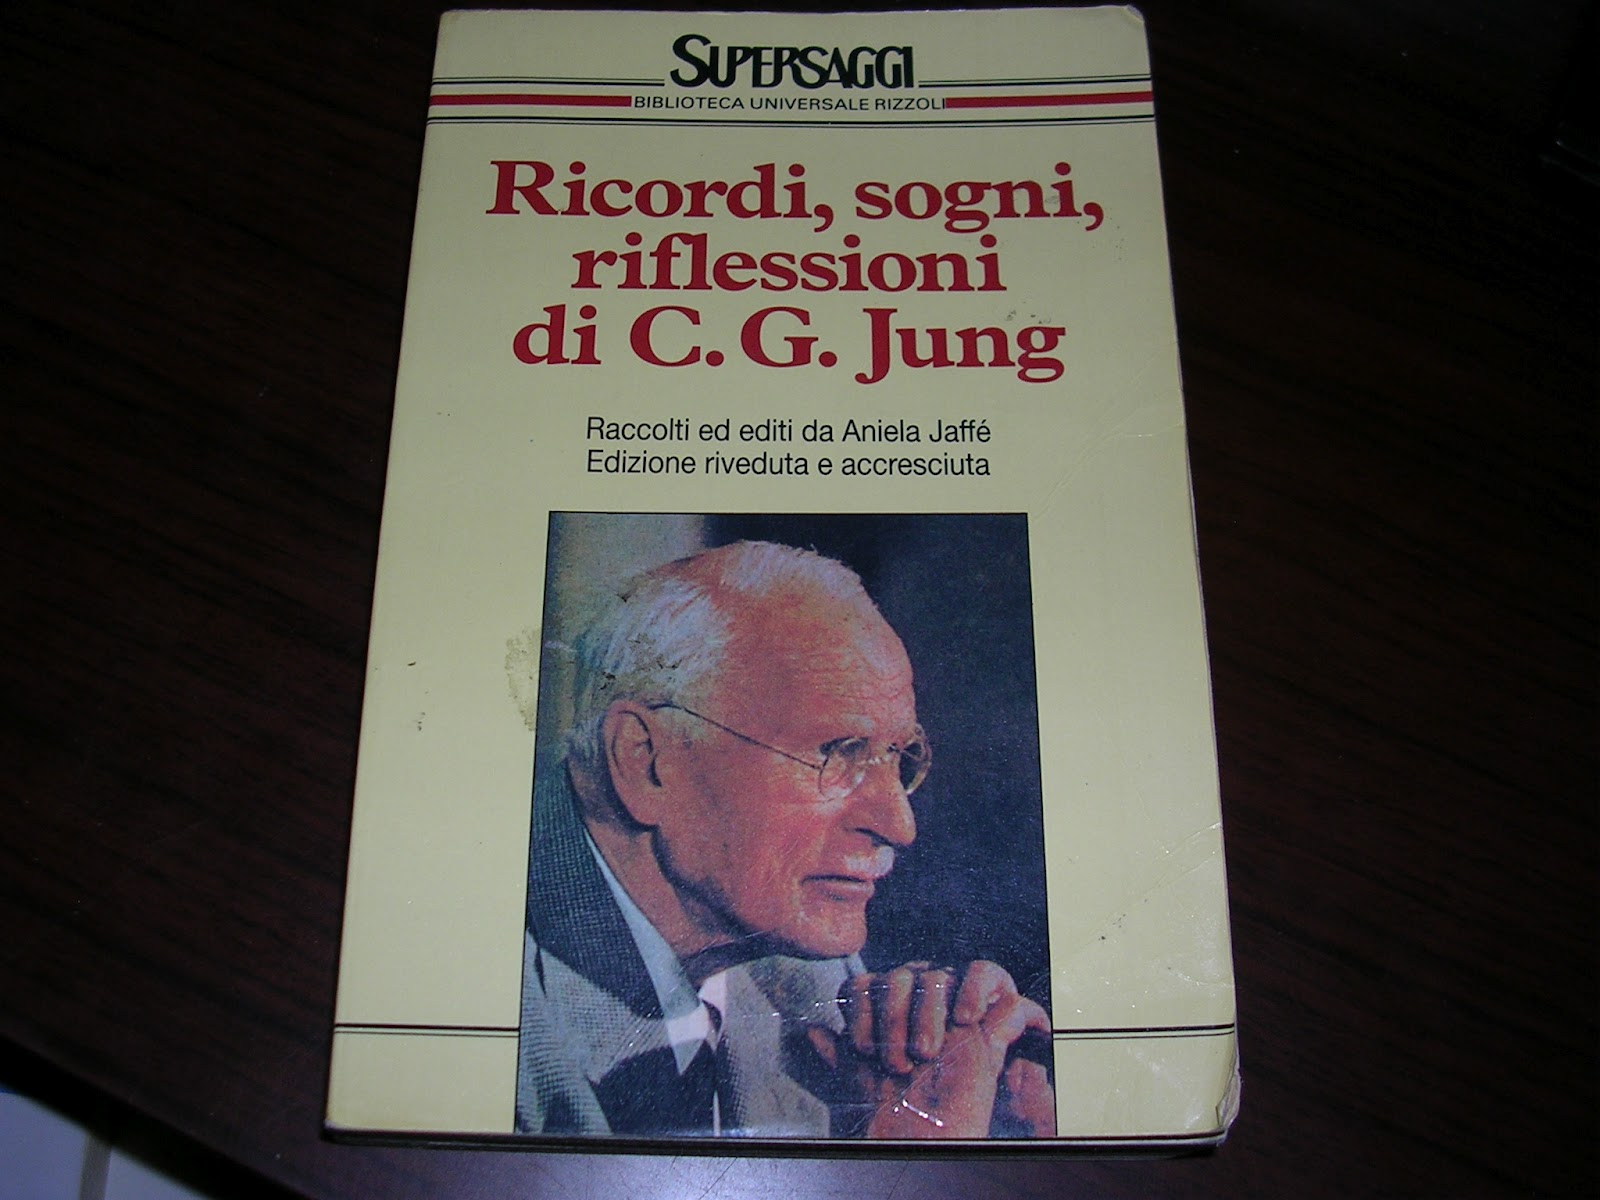 SUPERSAGGI
BIBLIOTECA UNIVERSALE RIZZOLI
Ricordi, sogni,
riflessioni
di C. G. Jung
Raccolti ed editi da Aniela Jaffé
Edizione riveduta e accresciuta